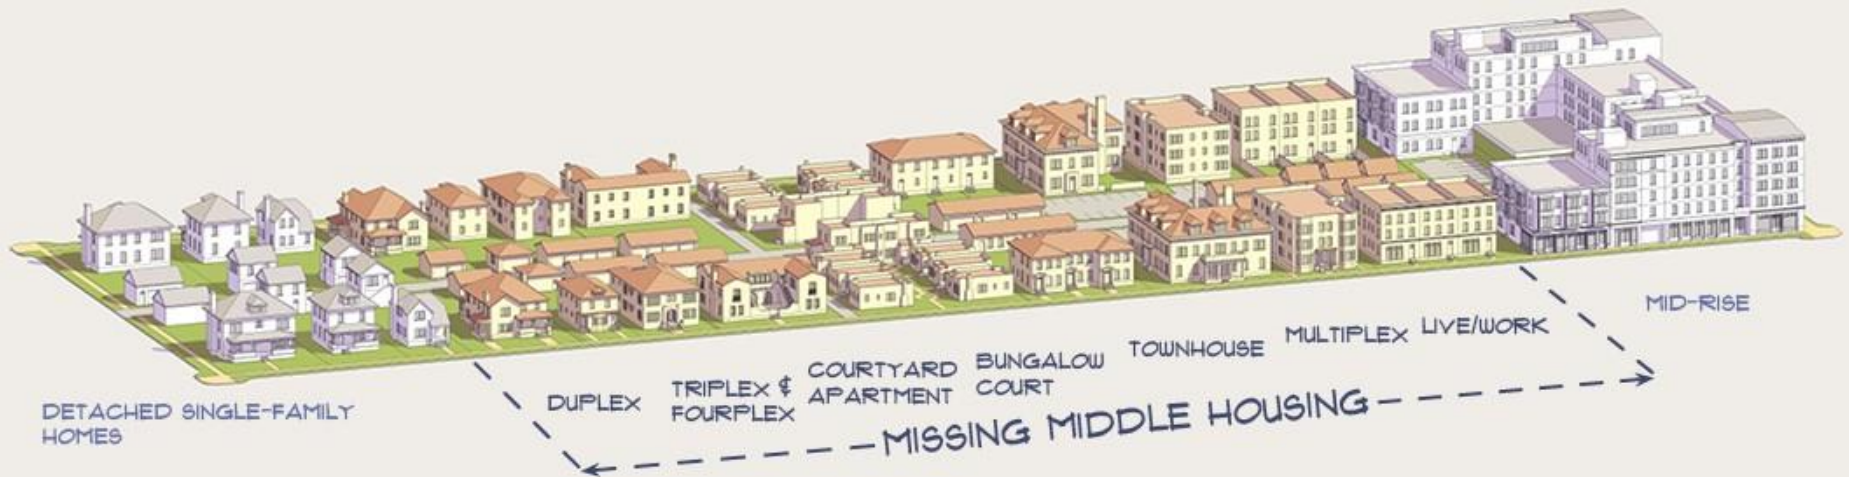 DETACHED SINGLE-FAMILY
HOMES
DUPLEX
TRIPLEX &
FOURPLEX
COURTYARD
APARTMENT
BUNGALOW
COURT
TOWNHOUSE
MULTIPLEX
LIVE/WORK
MID-RISE
MISSING MIDDLE HOUSING